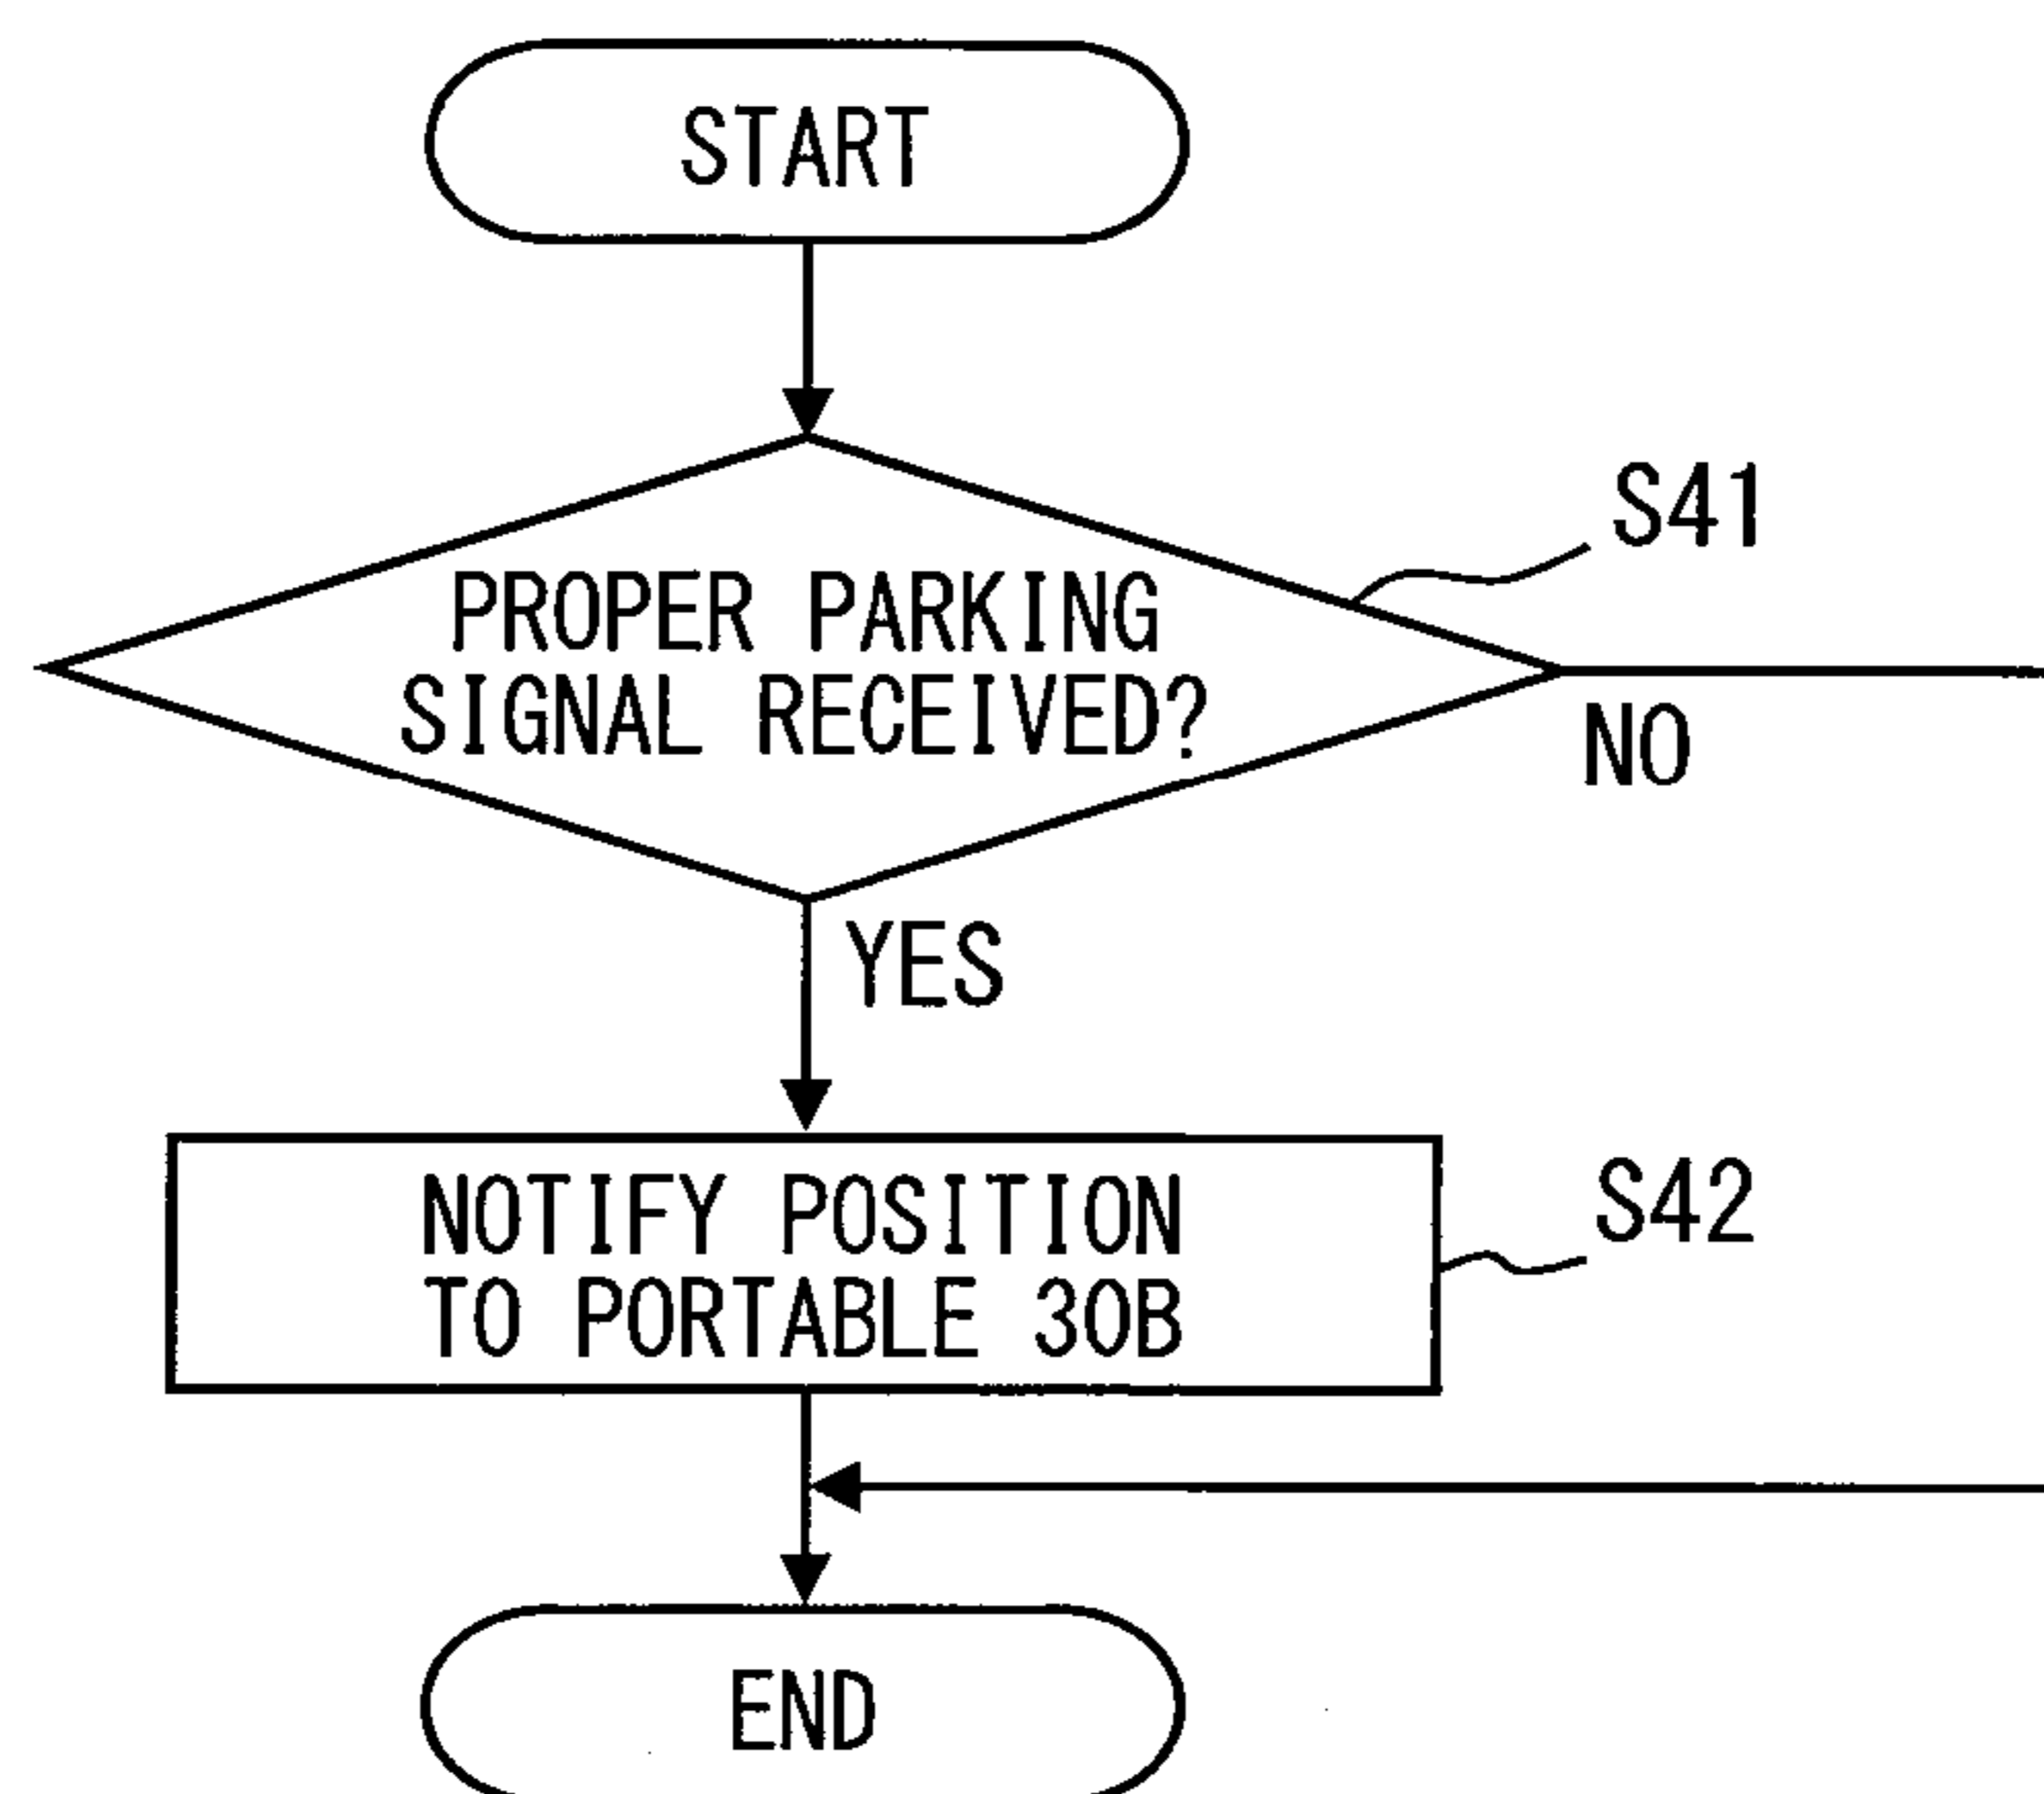 START
S41
PROPER PARKING
SIGNAL RECEIVED?
NO
YES
NOTIFY POSITION
TO PORTABLE 30B
S42
END